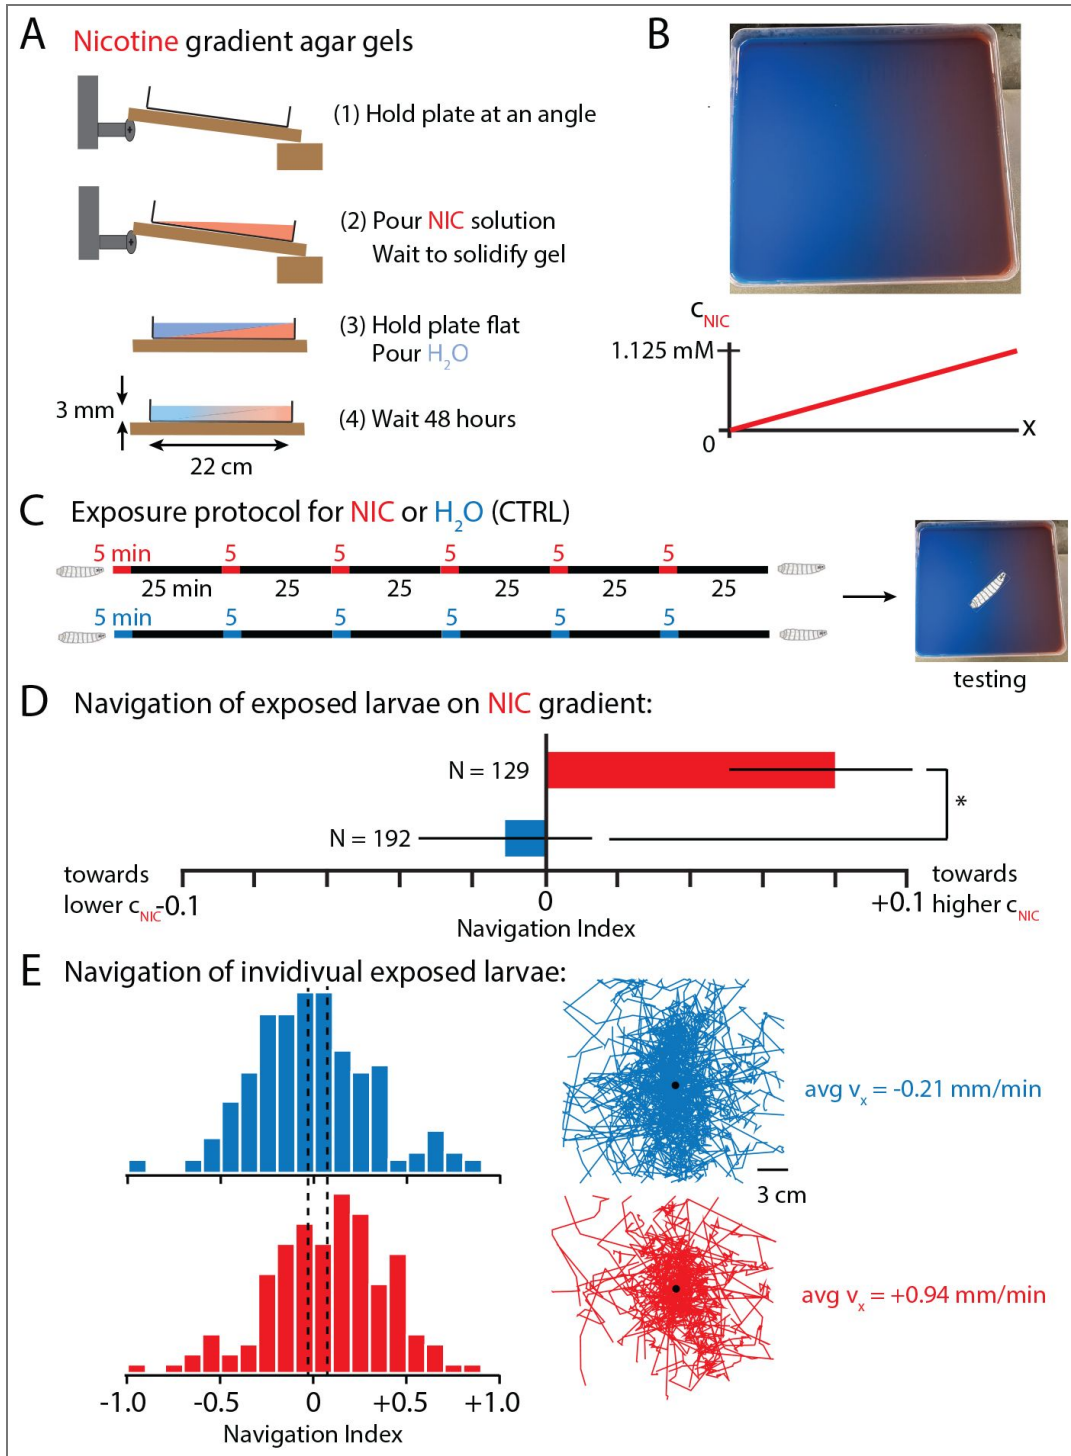 A Nicotine gradient agar gels
(1) Hold plate at an angle
(2) Pour NIC solution
Wait to solidify gel
(3) Hold plate flat
Pour H₂O
3 mm
(4) Wait 48 hours
22 cm
B
c_NIC
1.125 mM
0
x
C Exposure protocol for NIC or H₂O (CTRL)
5 min 5 5 5 5 5
25 min 25 25 25 25 25
5 min 5 5 5 5 5
testing
D Navigation of exposed larvae on NIC gradient:
N = 129
*
N = 192
towards
lower c_NIC
-0.1 0 +0.1
towards
higher c_NIC
Navigation Index
E Navigation of invidivual exposed larvae:
avg v_x = -0.21 mm/min
3 cm
avg v_x = +0.94 mm/min
-1.0 -0.5 0 +0.5 +1.0
Navigation Index